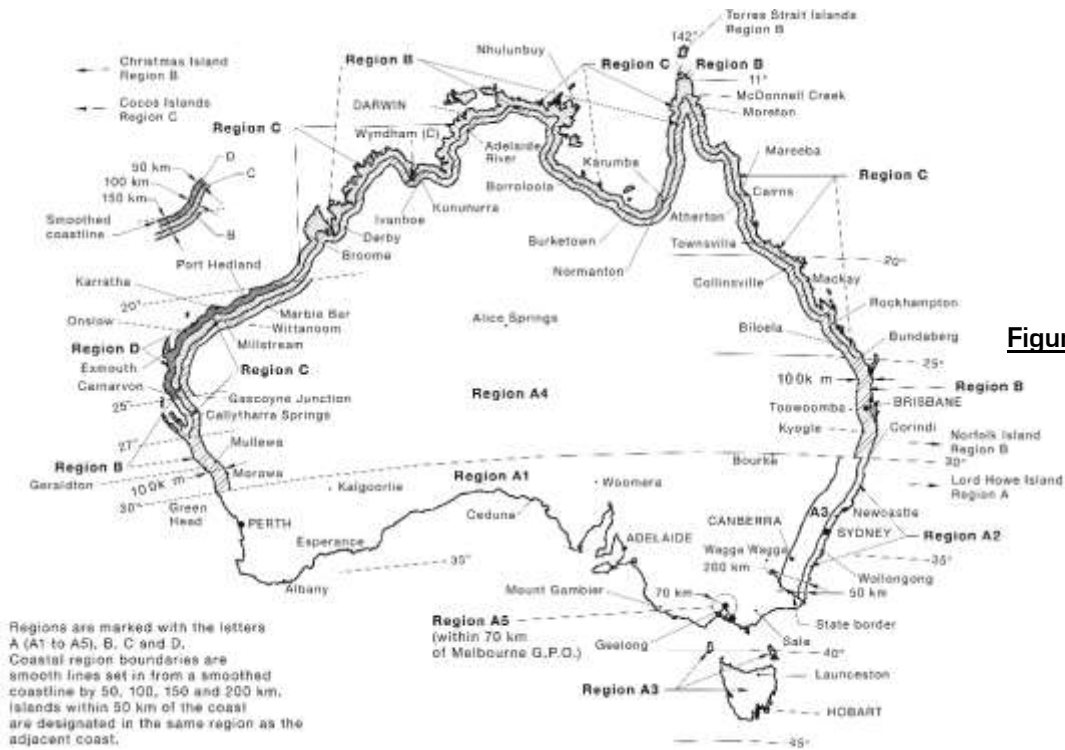 Torres Strait Islands
Region B
142°
Nhulunbuy
Christmas Island
Region B
Region B
Region C
Region B
11°
McDonnell Creek
Moreton
Cocos Islands
Region C
DARWIN
Region C
Wyndham (C)
Adelaide
River
Karumba
Mareeba
D
50 km
C
100 km
150 km
Borroloola
Cairns
Region C
Smoothed
coastline
B
Ivanhoe
Kununurra
Derby
Broome
Burketown
Normanton
Atherton
Townsville
Collinsville
20°
Port Hedland
Karratha
20°
Mackay
Onslow
Marble Bar
Wittanoom
Millstream
Alice Springs
Rockhampton
Biloela
Bundaberg
Region D
Exmouth
Carnarvon
Region C
Figur
25°
100k m
Region B
25°
Gascoyne Junction
Callytharra Springs
Region A4
Toowoomba
BRISBANE
Kyogle
Corindi
27°
Mullewa
Region B
Geraldton
100k m
Morawa
Norfolk Island
Region B
Bourke
30°
30°
Green
Head
Kalgoorlie
Region A1
Woomera
Lord Howe Island
Region A
Ceduna
PERTH
Esperance
ADELAIDE
CANBERRA
A3
Newcastle
SYDNEY
Region A2
Wagga Wagga
200 km
35°
35°
Albany
Mount Gambier
Wollongong
50 km
70 km
Region A5
(within 70 km
of Melbourne G.P.O.)
Geelong
State border
Sale
40°
Launceston
Region A3
HOBART
45°
Regions are marked with the letters
A (A1 to A5), B, C and D.
Coastal region boundaries are
smooth lines set in from a smoothed
coastline by 50, 100, 150 and 200 km.
Islands within 50 km of the coast
are designated in the same region as the
adjacent coast.